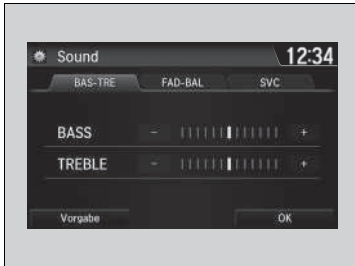 Sound 12:34
BAS-TRE FAD-BAL SVC
BASS - +
TREBLE - +
Vorgabe OK